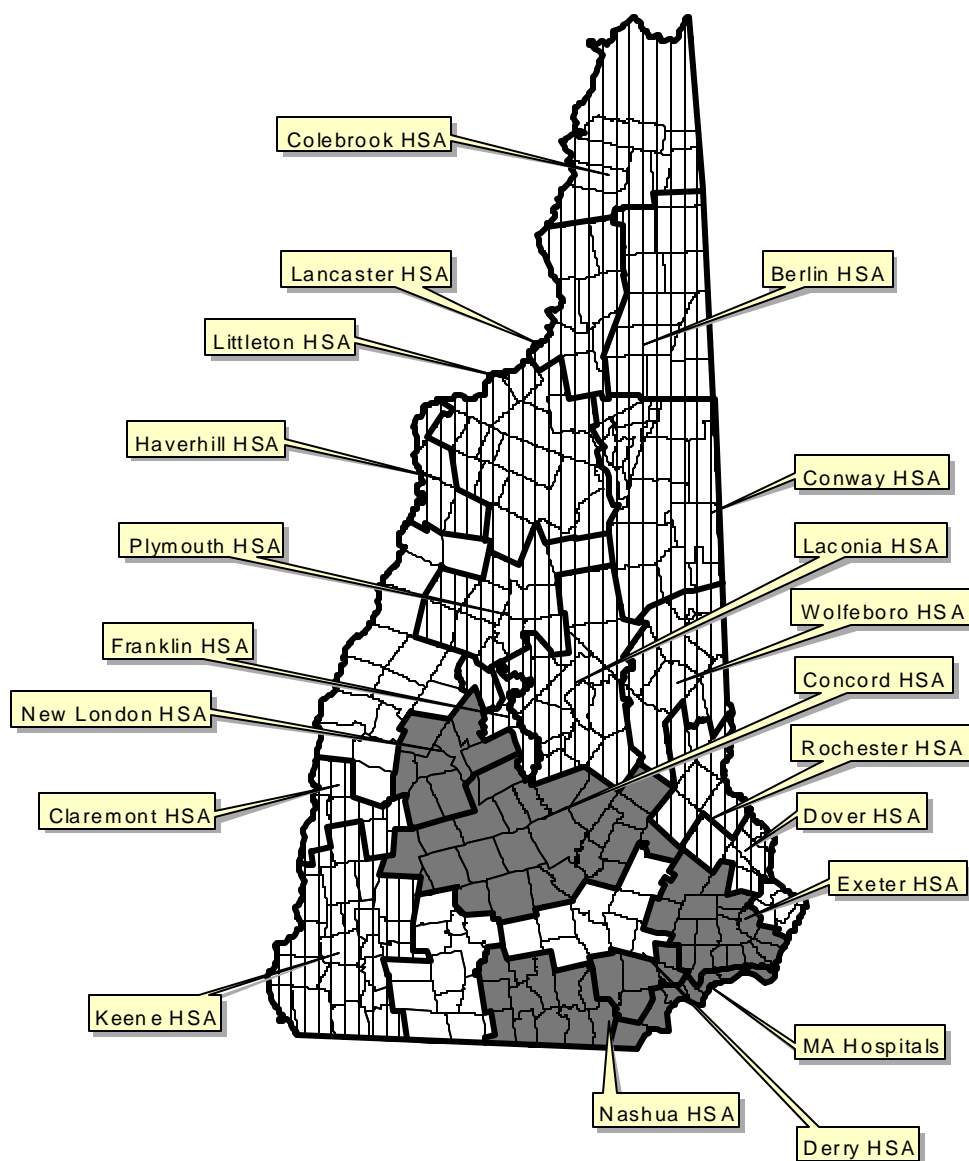 Colebrook HSA
Lancaster HSA
Berlin HSA
Littleton HSA
Haverhill HSA
Conway HSA
Plymouth HSA
Laconia HSA
Wolfeboro HSA
Franklin HSA
Concord HSA
New London HSA
Rochester HSA
Claremont HSA
Dover HSA
Exeter HSA
Keene HSA
MA Hospitals
Nashua HSA
Derry HSA